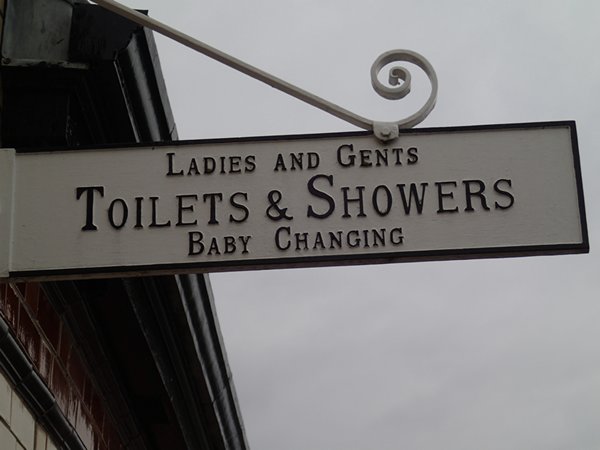 Ladies and Gents
Toilets & Showers
Baby Changing